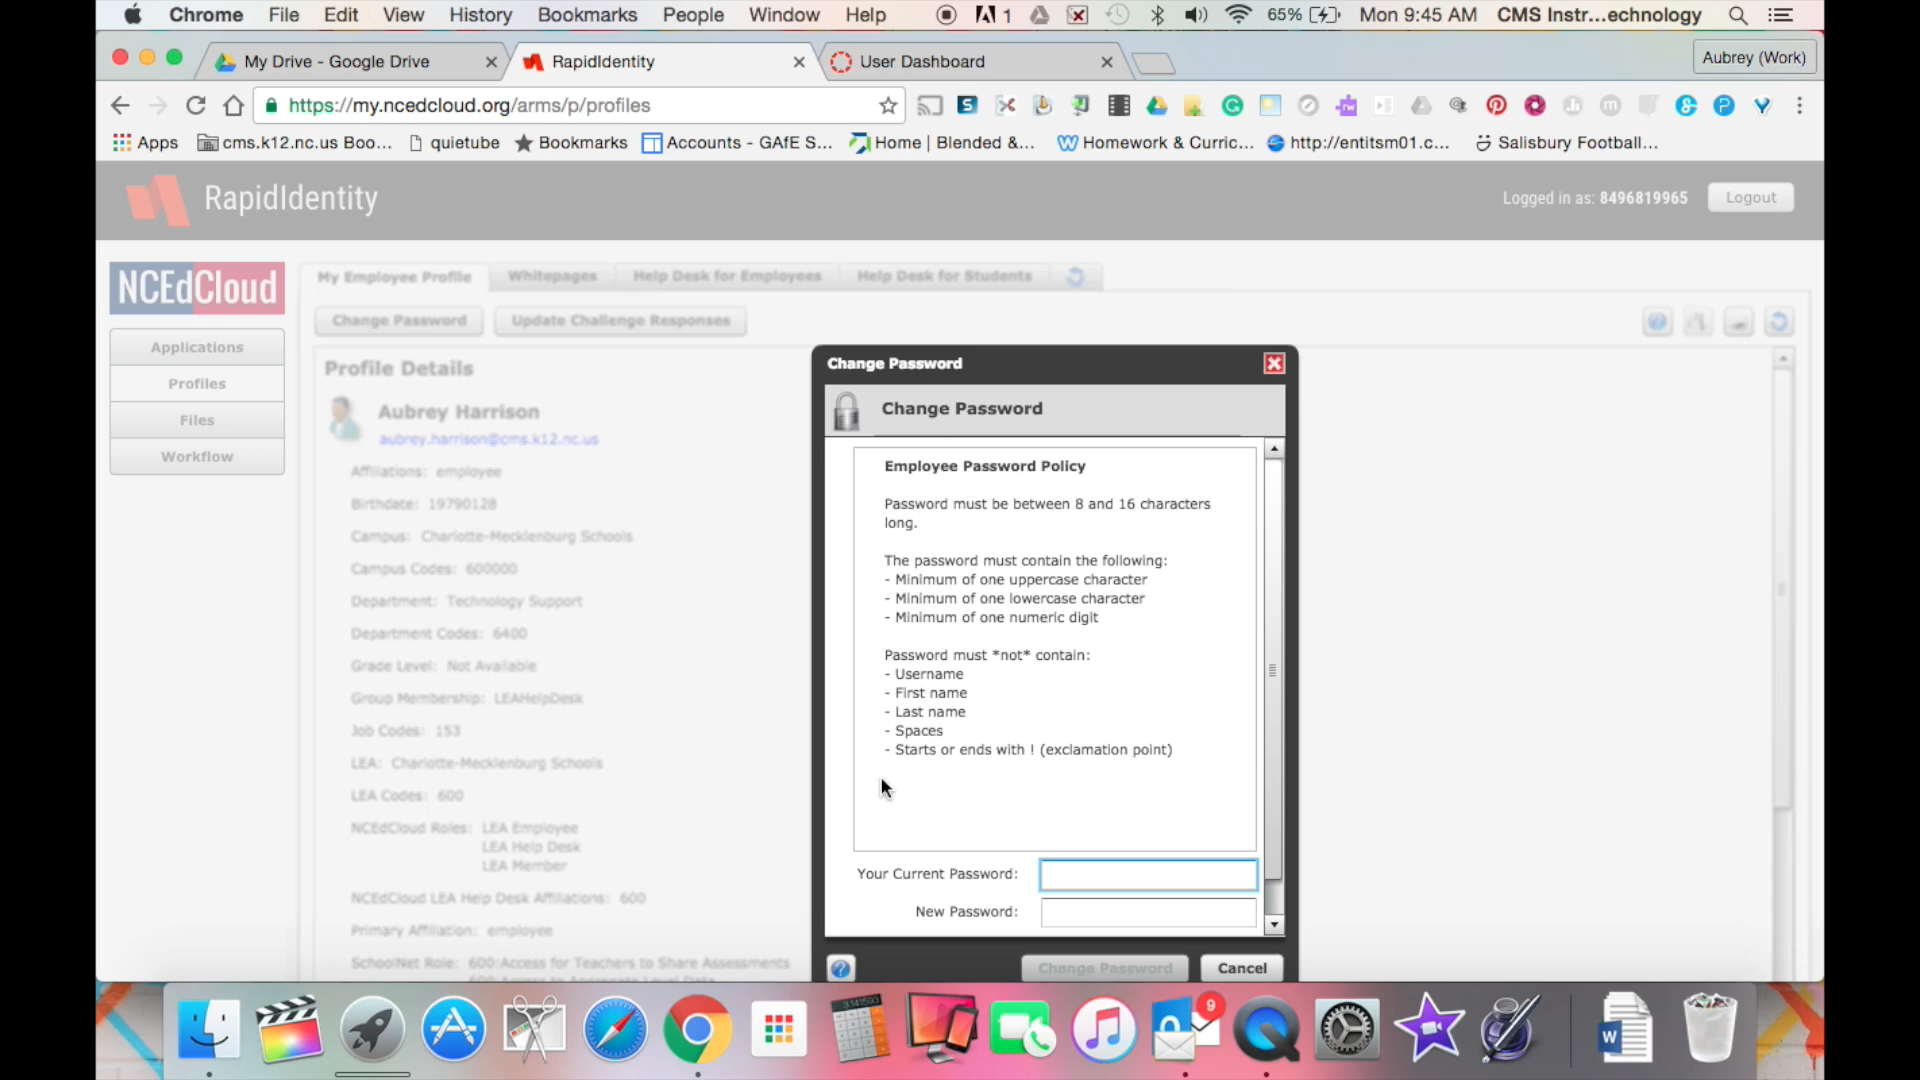 Chrome File Edit View History Bookmarks People Window Help 1 65% Mon 9:45 AM CMS Instr...echnology
My Drive - Google Drive RapidIdentity User Dashboard Aubrey (Work)
https://my.ncedcloud.org/arms/p/profiles
Apps cms.k12.nc.us Boo... quietube Bookmarks Accounts - GAfE S... Home | Blended &... Homework & Curric... http://entitsm01.c... Salisbury Football...
RapidIdentity Logged in as: 8496819965 Logout
NCEdCloud
My Employee Profile Whitepages Help Desk for Employees Help Desk for Students
Change Password Update Challenge Responses
Applications
Profiles
Files
Workflow
Profile Details
Aubrey Harrison
aubrey.harrison@cms.k12.nc.us
Affiliations: employee
Birthdate: 19790128
Campus: Charlotte-Mecklenburg Schools
Campus Codes: 600000
Department: Technology Support
Department Codes: 6400
Grade Level: Not Available
Group Membership: LEAHelpDesk
Job Codes: 153
LEA: Charlotte-Mecklenburg Schools
LEA Codes: 600
NCEdCloud Roles: LEA Employee
LEA Help Desk
LEA Member
NCEdCloud LEA Help Desk Affiliations: 600
Primary Affiliation: employee
SchoolNet Role: 600:Access for Teachers to Share Assessments
Change Password
Change Password
Employee Password Policy
Password must be between 8 and 16 characters
long.
The password must contain the following:
- Minimum of one uppercase character
- Minimum of one lowercase character
- Minimum of one numeric digit
Password must *not* contain:
- Username
- First name
- Last name
- Spaces
- Starts or ends with ! (exclamation point)
Your Current Password:
New Password:
Change Password Cancel
3.141593
9
W